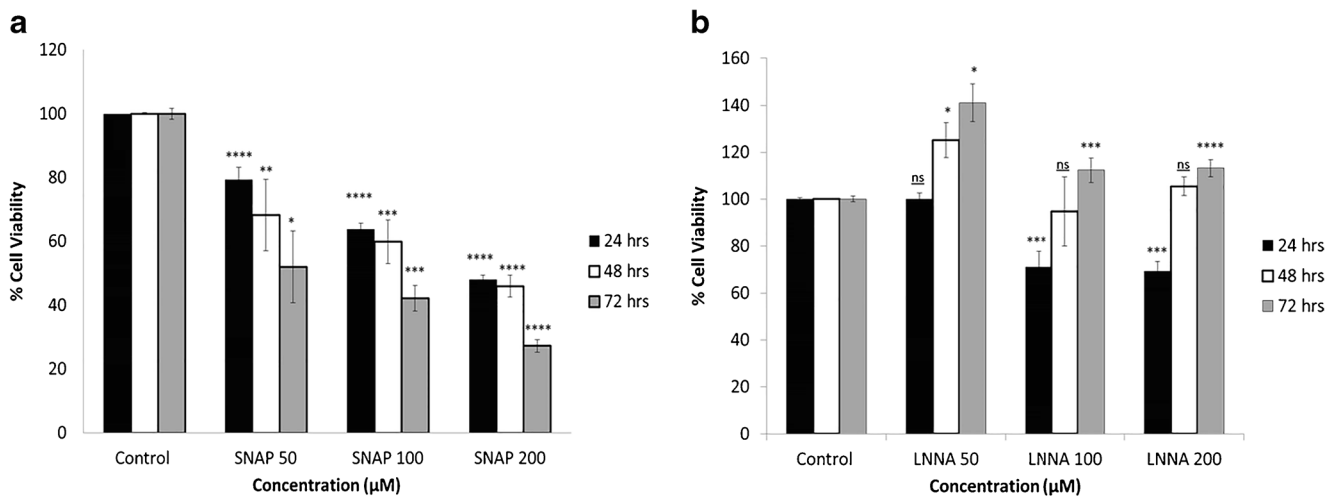 a
120
100
80
60
40
20
0
% Cell Viability
****
**
*
****
***
***
****
****
****
Control
SNAP 50
SNAP 100
SNAP 200
Concentration (µM)
24 hrs
48 hrs
72 hrs
b
160
140
120
100
80
60
40
20
0
% Cell Viability
ns
*
*
***
ns
***
***
ns
****
Control
LNNA 50
LNNA 100
LNNA 200
Concentration (µM)
24 hrs
48 hrs
72 hrs